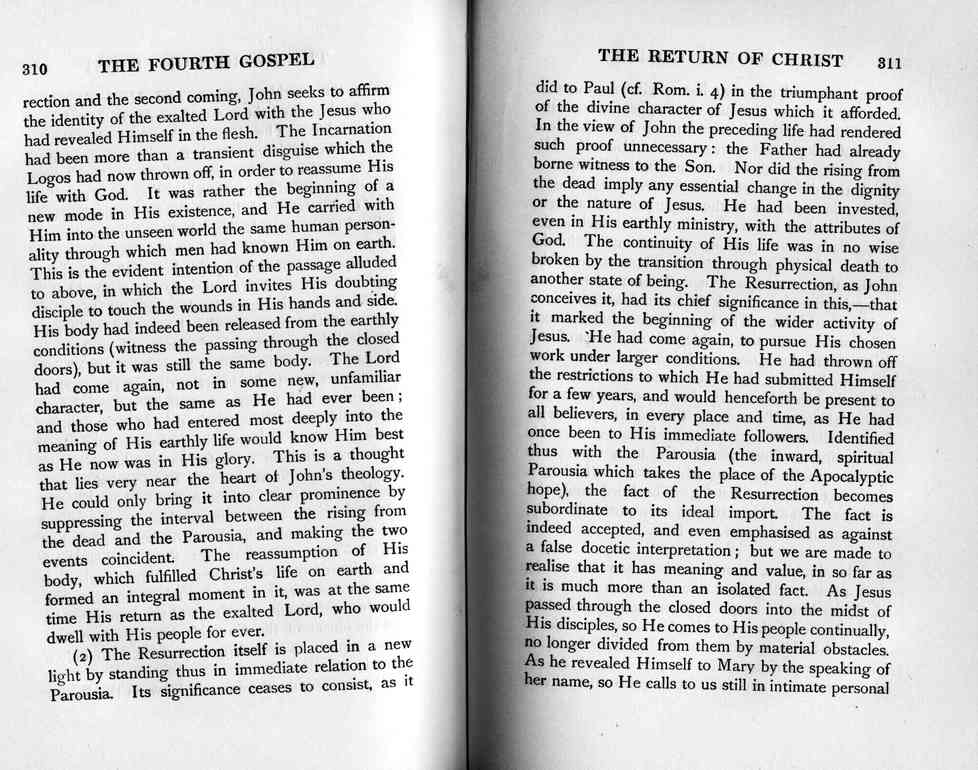 310 THE FOURTH GOSPEL
rection and the second coming, John seeks to affirm
the identity of the exalted Lord with the Jesus who
had revealed Himself in the flesh. The Incarnation
had been more than a transient disguise which the
Logos had now thrown off, in order to reassume His
life with God. It was rather the beginning of a
new mode in His existence, and He carried with
Him into the unseen world the same human person-
ality through which men had known Him on earth.
This is the evident intention of the passage alluded
to above, in which the Lord invites His doubting
disciple to touch the wounds in His hands and side.
His body had indeed been released from the earthly
conditions (witness the passing through the closed
doors), but it was still the same body. The Lord
had come again, not in some new, unfamiliar
character, but the same as He had ever been;
and those who had entered most deeply into the
meaning of His earthly life would know Him best
as He now was in His glory. This is a thought
that lies very near the heart of John's theology.
He could only bring it into clear prominence by
suppressing the interval between the rising from
the dead and the Parousia, and making the two
events coincident. The reassumption of His
body, which fulfilled Christ's life on earth and
formed an integral moment in it, was at the same
time His return as the exalted Lord, who would
dwell with His people for ever.
(2) The Resurrection itself is placed in a new
light by standing thus in immediate relation to the
Parousia. Its significance ceases to consist, as it
THE RETURN OF CHRIST 311
did to Paul (cf. Rom. i. 4) in the triumphant proof
of the divine character of Jesus which it afforded.
In the view of John the preceding life had rendered
such proof unnecessary: the Father had already
borne witness to the Son. Nor did the rising from
the dead imply any essential change in the dignity
or the nature of Jesus. He had been invested,
even in His earthly ministry, with the attributes of
God. The continuity of His life was in no wise
broken by the transition through physical death to
another state of being. The Resurrection, as John
conceives it, had its chief significance in this,—that
it marked the beginning of the wider activity of
Jesus. He had come again, to pursue His chosen
work under larger conditions. He had thrown off
the restrictions to which He had submitted Himself
for a few years, and would henceforth be present to
all believers, in every place and time, as He had
once been to His immediate followers. Identified
thus with the Parousia (the inward, spiritual
Parousia which takes the place of the Apocalyptic
hope), the fact of the Resurrection becomes
subordinate to its ideal import. The fact is
indeed accepted, and even emphasised as against
a false docetic interpretation; but we are made to
realise that it has meaning and value, in so far as
it is much more than an isolated fact. As Jesus
passed through the closed doors into the midst of
His disciples, so He comes to His people continually,
no longer divided from them by material obstacles.
As he revealed Himself to Mary by the speaking of
her name, so He calls to us still in intimate personal